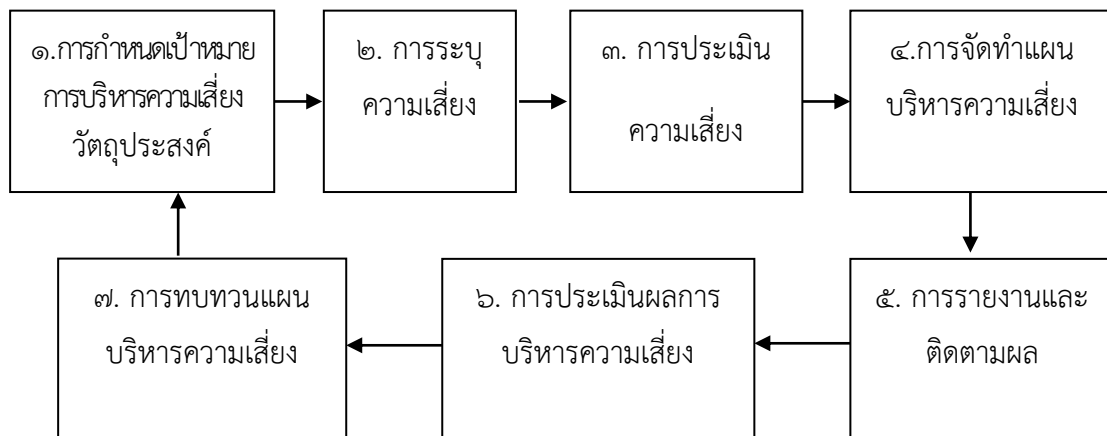 ๑.การกำหนดเป้าหมาย
การบริหารความเสี่ยง
วัตถุประสงค์
๒. การระบุ
ความเสี่ยง
๓. การประเมิน
ความเสี่ยง
๔.การจัดทำแผน
บริหารความเสี่ยง
๕. การรายงานและ
ติดตามผล
๖. การประเมินผลการ
บริหารความเสี่ยง
๗. การทบทวนแผน
บริหารความเสี่ยง